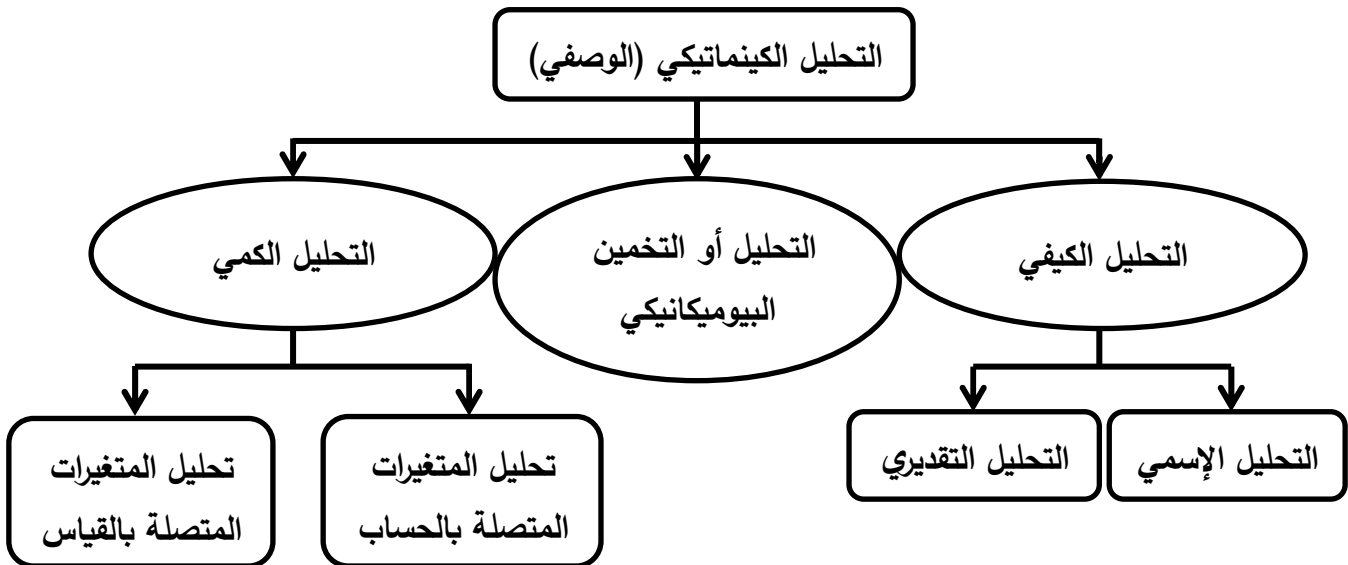 التحليل الكينماتيكي (الوصفي)
التحليل الكيفي
التحليل أو التخمين
البيوميكانيكي
التحليل الكمي
التحليل الإسمي
التحليل التقديري
تحليل المتغيرات
المتصلة بالحساب
تحليل المتغيرات
المتصلة بالقياس